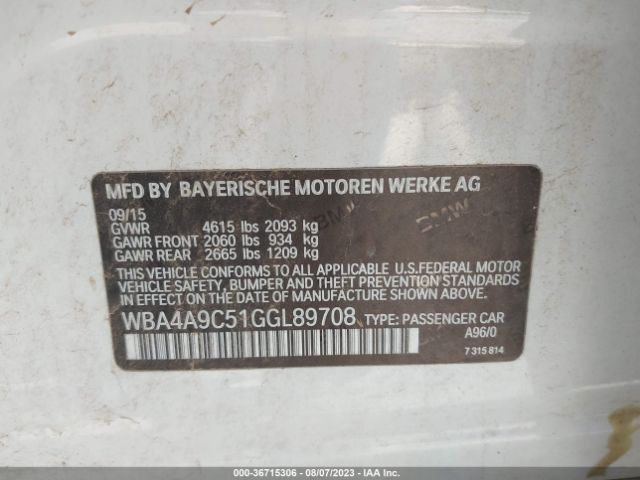 MFD BY BAYERISCHE MOTOREN WERKE AG
09/15
GVWR 4615 lbs 2093 kg
GAWR FRONT 2060 lbs 934 kg
GAWR REAR 2665 lbs 1209 kg
BMW BMW
THIS VEHICLE CONFORMS TO ALL APPLICABLE U.S.FEDERAL MOTOR
VEHICLE SAFETY, BUMPER AND THEFT PREVENTION STANDARDS IN
EFFECT ON THE DATE OF MANUFACTURE SHOWN ABOVE.
WBA4A9C51GGL89708 TYPE: PASSENGER CAR
A96/0
7 315 814
000-36715306 - 08/07/2023 - IAA Inc.